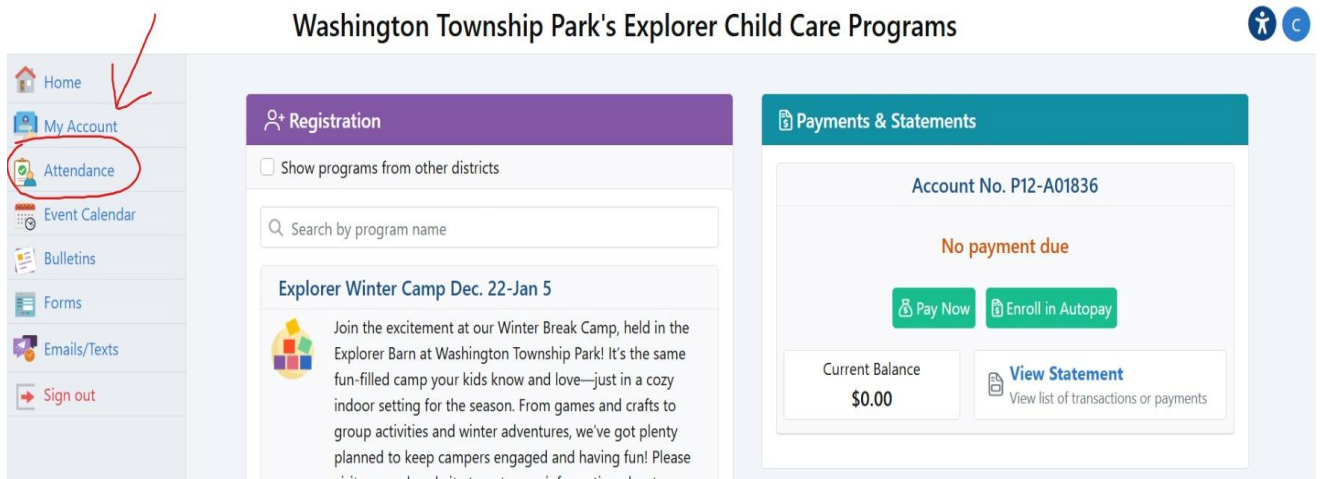 Washington Township Park's Explorer Child Care Programs
C
Home
My Account
Attendance
Event Calendar
Bulletins
Forms
Emails/Texts
Sign out
Registration
Show programs from other districts
Search by program name
Explorer Winter Camp Dec. 22-Jan 5
Join the excitement at our Winter Break Camp, held in the
Explorer Barn at Washington Township Park! It's the same
fun-filled camp your kids know and love—just in a cozy
indoor setting for the season. From games and crafts to
group activities and winter adventures, we've got plenty
planned to keep campers engaged and having fun! Please
Payments & Statements
Account No. P12-A01836
No payment due
Pay Now
Enroll in Autopay
Current Balance
$0.00
View Statement
View list of transactions or payments